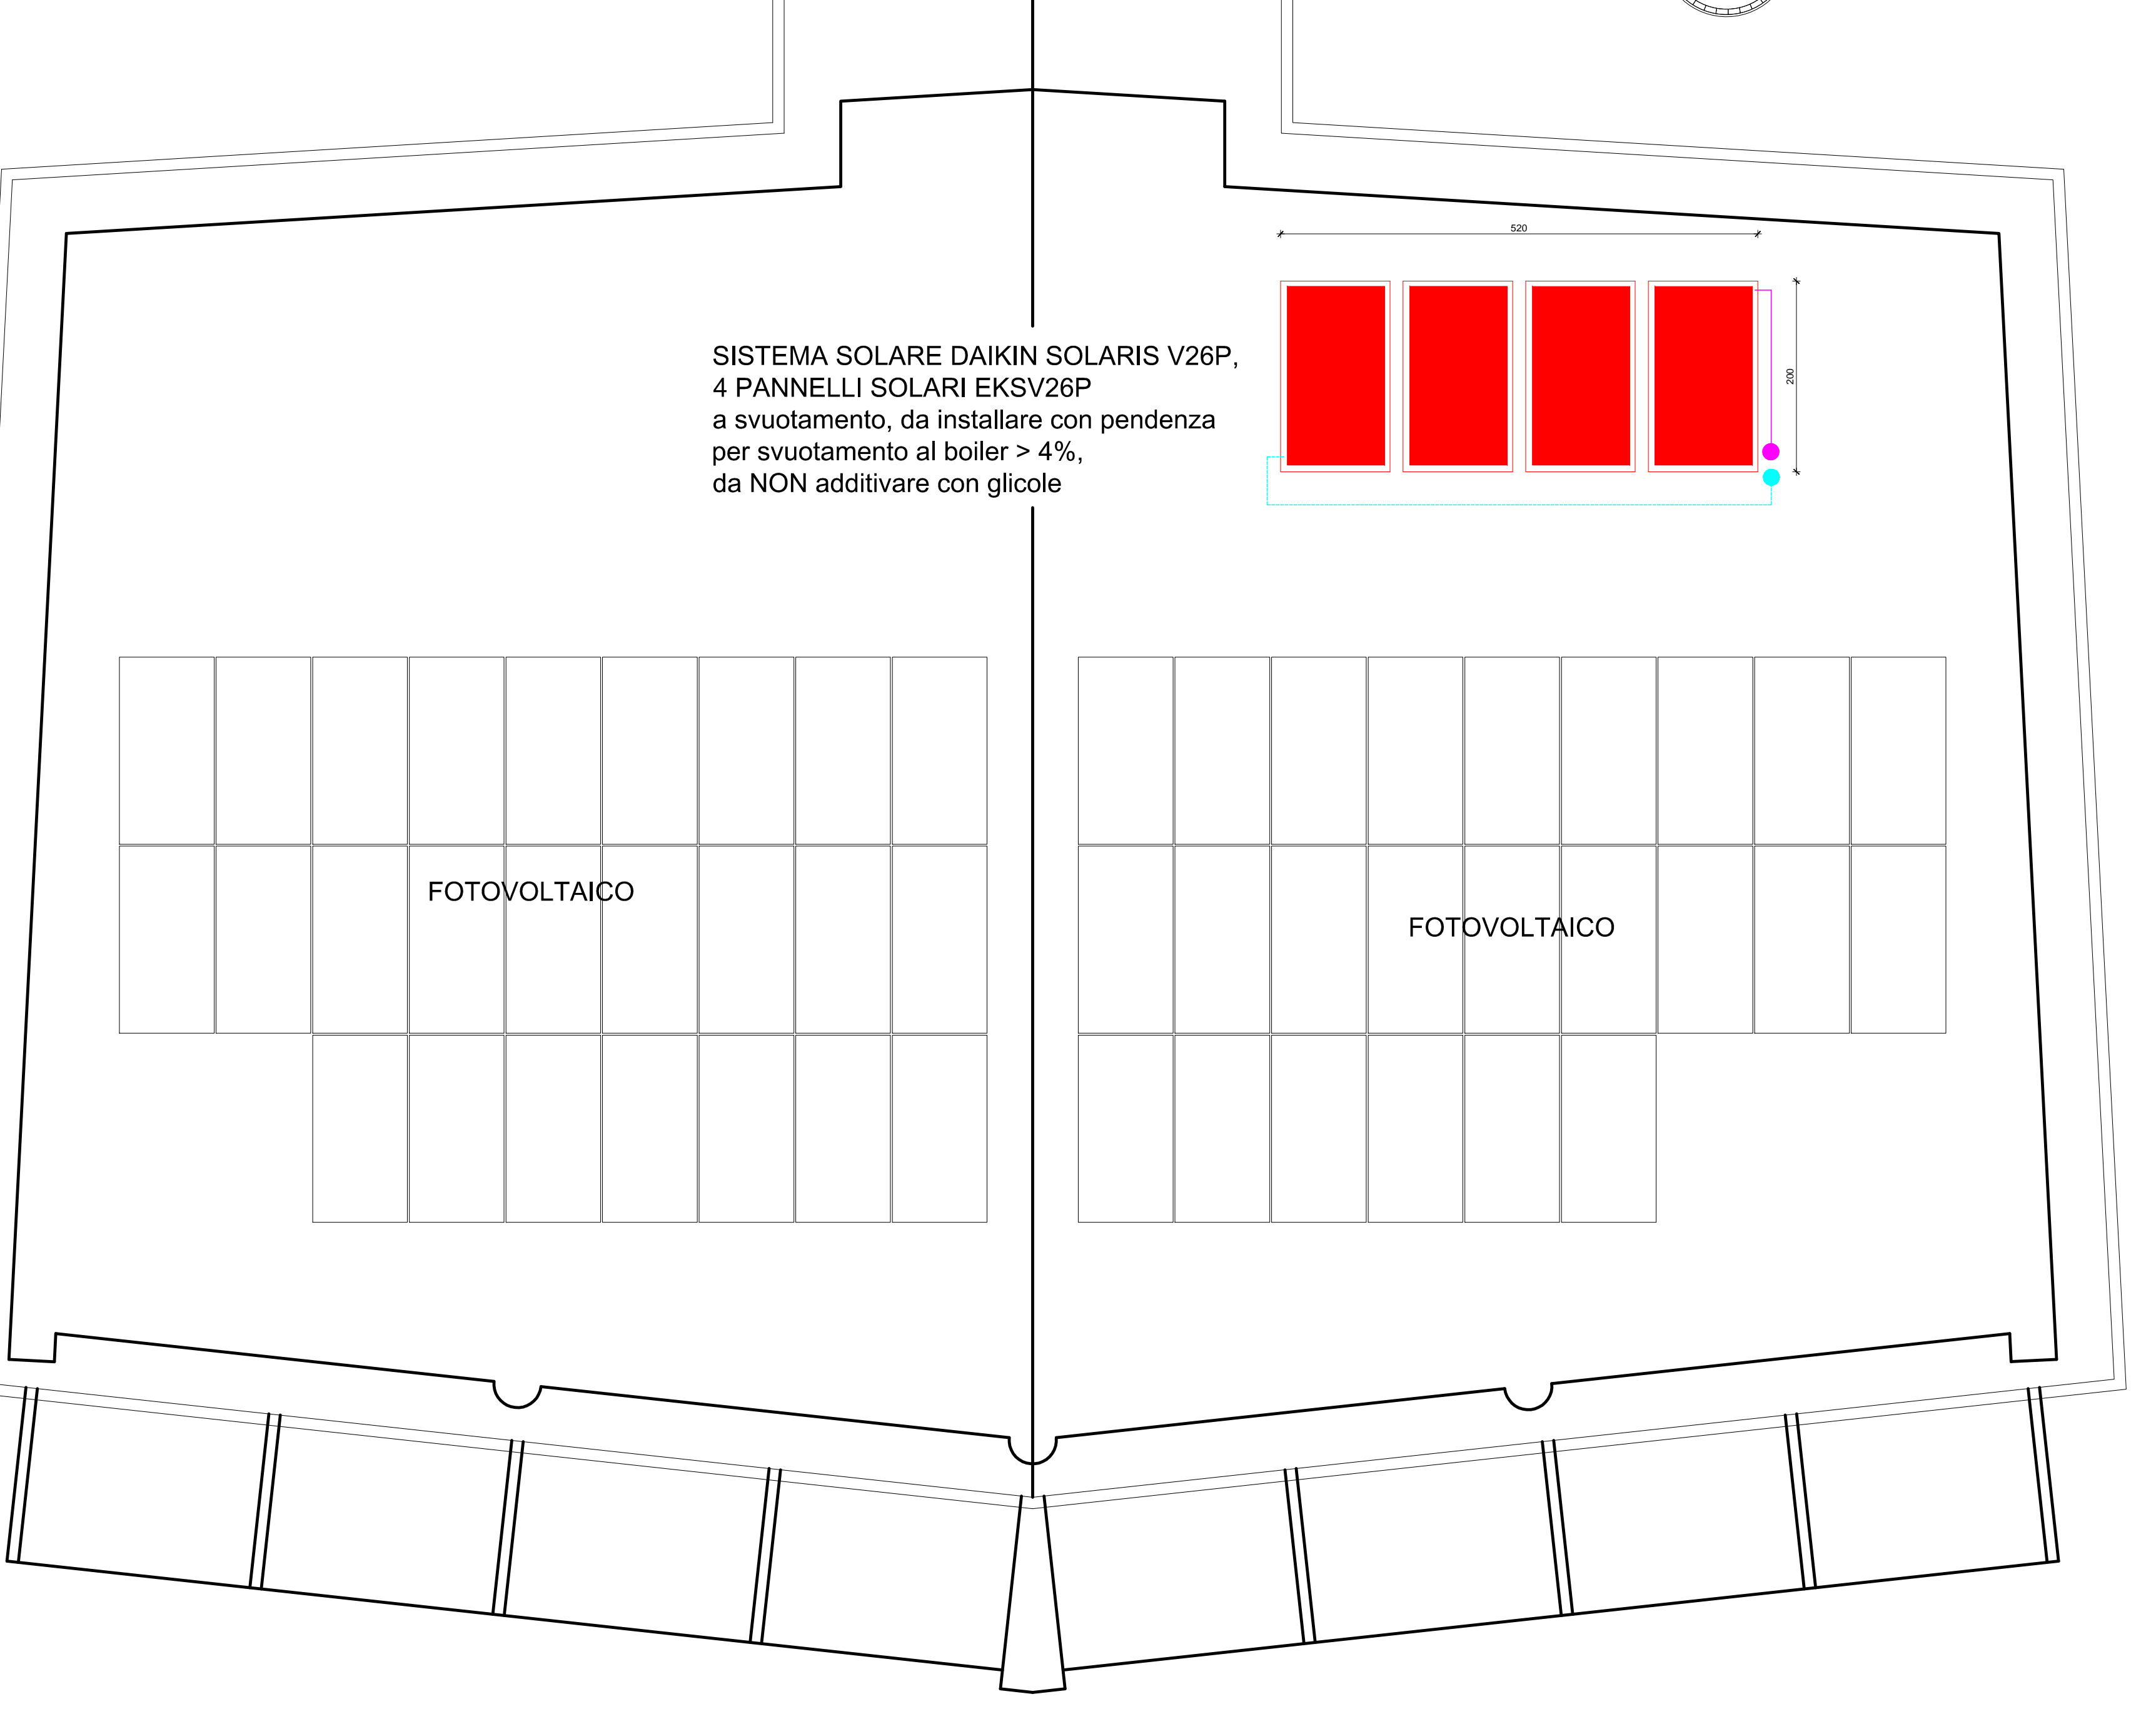 520
SISTEMA SOLARE DAIKIN SOLARIS V26P,
4 PANNELLI SOLARI EKSV26P
a svuotamento, da installare con pendenza
per svuotamento al boiler > 4%,
da NON additivare con glicole
200
FOTOVOLTAICO
FOTOVOLTAICO